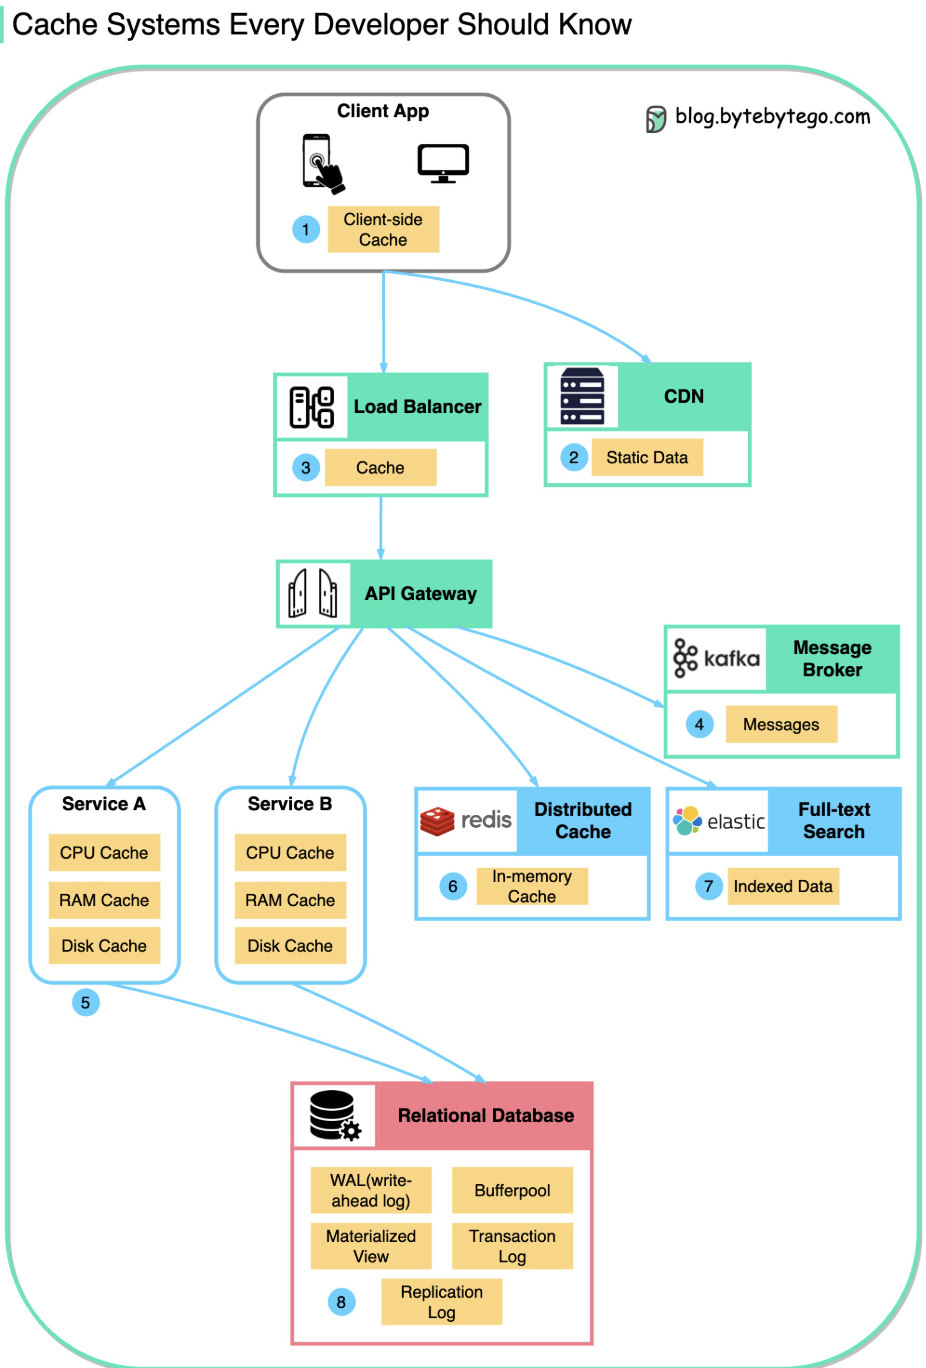 Cache Systems Every Developer Should Know
blog.bytebytego.com
Client App
1
Client-side
Cache
Load Balancer
3
Cache
CDN
2
Static Data
API Gateway
kafka
Message
Broker
4
Messages
Service A
CPU Cache
RAM Cache
Disk Cache
5
Service B
CPU Cache
RAM Cache
Disk Cache
redis
Distributed
Cache
6
In-memory
Cache
elastic
Full-text
Search
7
Indexed Data
Relational Database
WAL(write-
ahead log)
Bufferpool
Materialized
View
Transaction
Log
8
Replication
Log